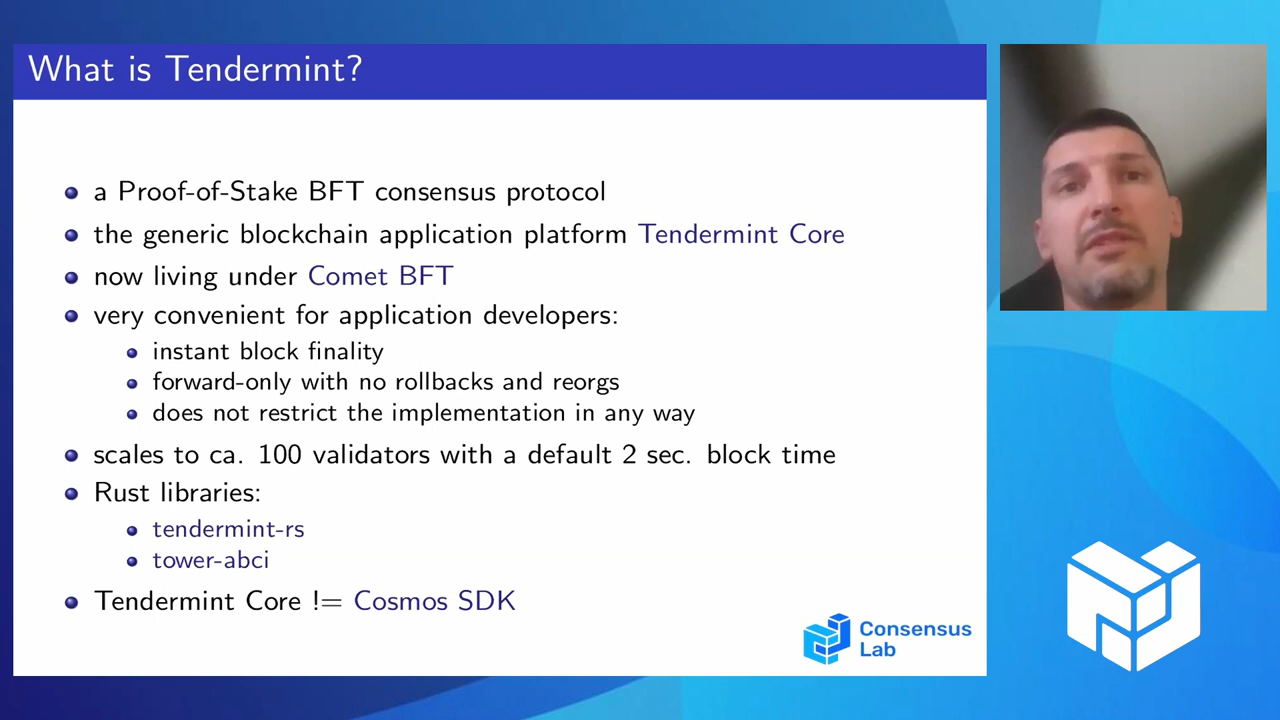 What is Tendermint?
a Proof-of-Stake BFT consensus protocol
the generic blockchain application platform Tendermint Core
now living under Comet BFT
very convenient for application developers:
instant block finality
forward-only with no rollbacks and reorgs
does not restrict the implementation in any way
scales to ca. 100 validators with a default 2 sec. block time
Rust libraries:
tendermint-rs
tower-abci
Tendermint Core != Cosmos SDK
Consensus
Lab